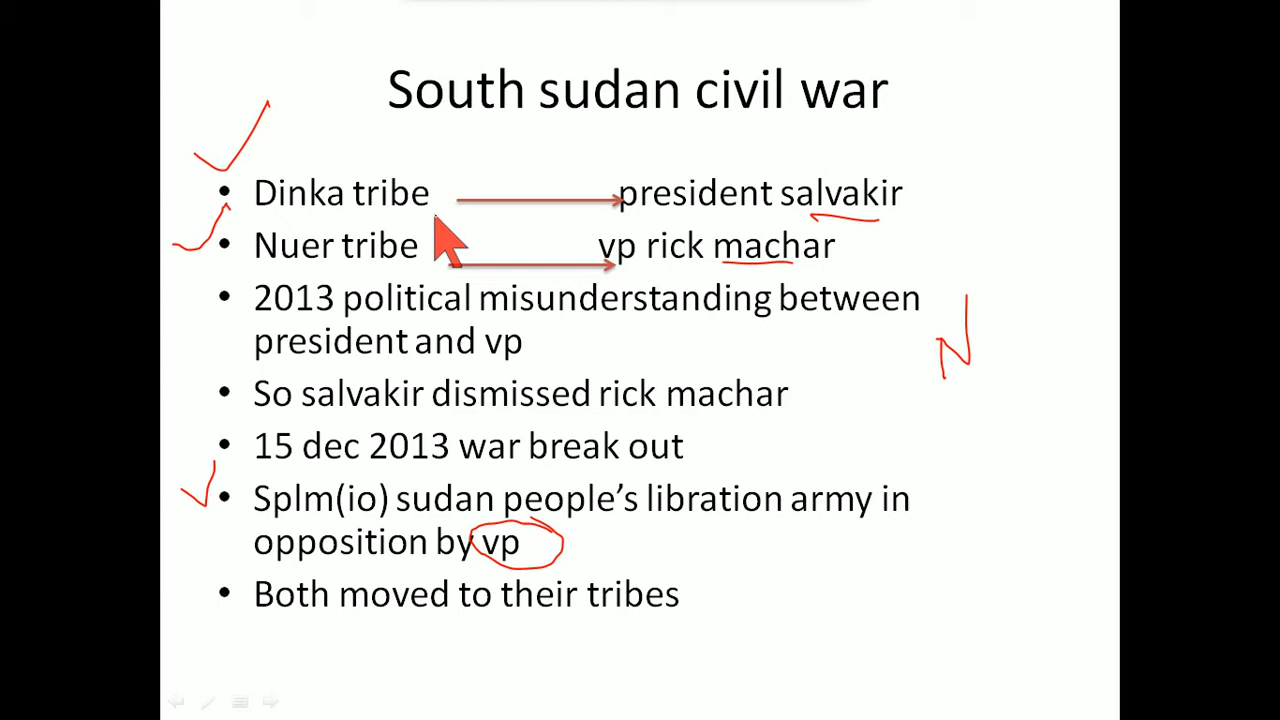 South sudan civil war
• Dinka tribe president salvakir
• Nuer tribe vp rick machar
• 2013 political misunderstanding between
president and vp
N
• So salvakir dismissed rick machar
• 15 dec 2013 war break out
• Splm(io) sudan people’s libration army in
opposition by vp
• Both moved to their tribes